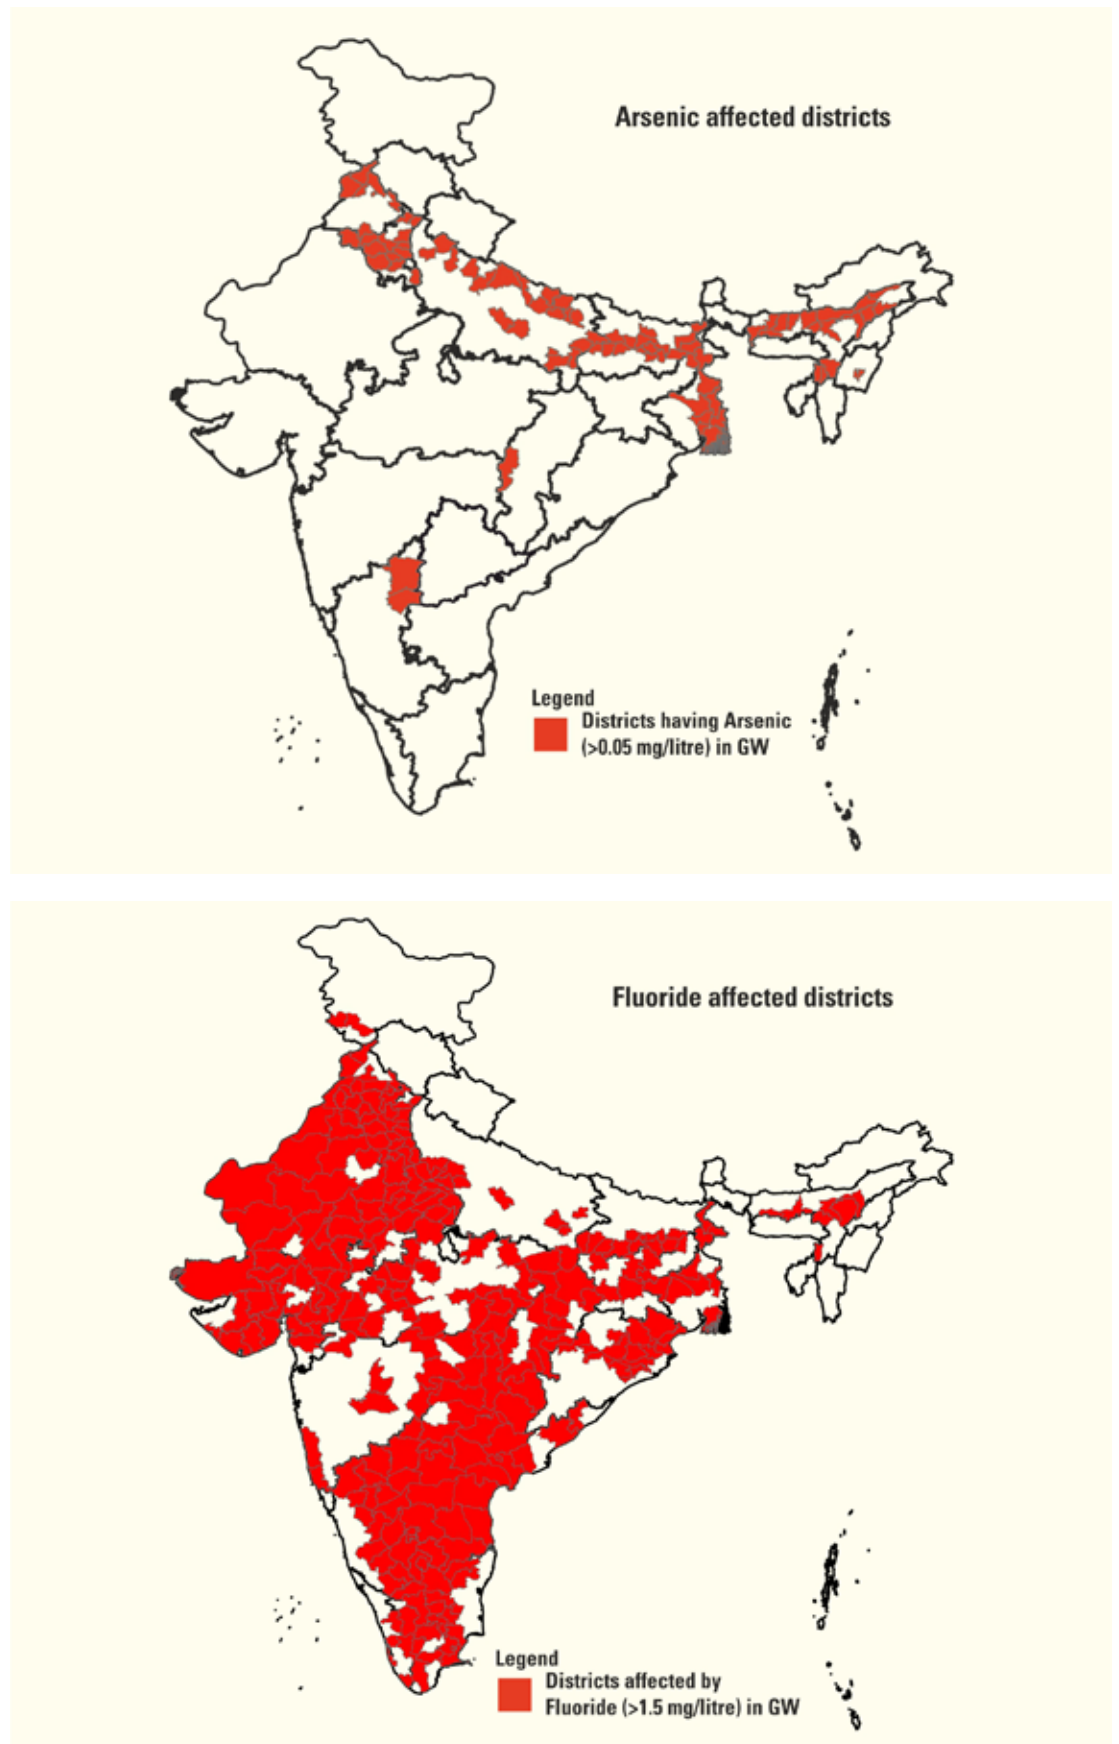 Arsenic affected districts
Legend
Districts having Arsenic
(>0.05 mg/litre) in GW
Fluoride affected districts
Legend
Districts affected by
Fluoride (>1.5 mg/litre) in GW